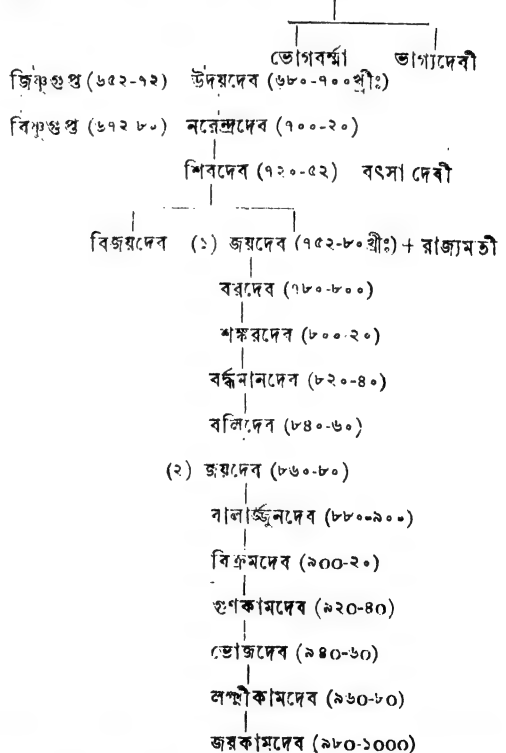 ভোগবর্ম্মা ভাগ্যদেবী
জিষ্ণুগুপ্ত (৬৫২-৭২) উদয়দেব (৬৮০-৭০০খ্রীঃ)
বিষ্ণুগুপ্ত (৬৭২ ৮০) নরেন্দ্রদেব (৭০০-২০)
শিবদেব (৭২০-৫২) বৎসা দেবী
বিজয়দেব (১) জয়দেব (৭৫২-৮০খ্রীঃ) + রাজ্যমতী
বরদেব (৭৮০-৮০০)
শঙ্করদেব (৮০০-২০)
বর্দ্ধমানদেব (৮২০-৪০)
বলিদেব (৮৪০-৬০)
(২) জয়দেব (৮৬০-৮০)
বালার্জ্জুনদেব (৮৮০-৯০০)
বিক্রমদেব (৯০০-২০)
গুণকামদেব (৯২০-৪০)
ভোজদেব (৯৪০-৬০)
লক্ষ্মীকামদেব (৯৬০-৮০)
জয়কামদেব (৯৮০-১০০০)